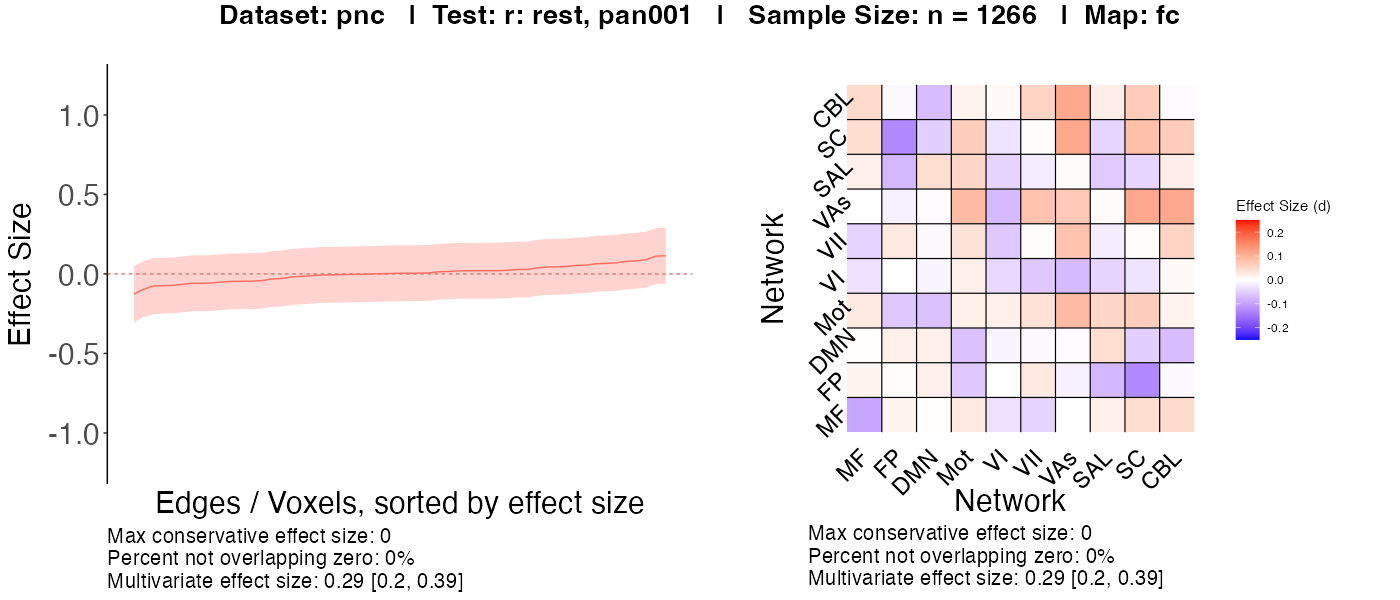 Dataset: pnc | Test: r: rest, pan001 | Sample Size: n = 1266 | Map: fc
Effect Size
1.0
0.5
0.0
-0.5
-1.0
Edges / Voxels, sorted by effect size
Max conservative effect size: 0
Percent not overlapping zero: 0%
Multivariate effect size: 0.29 [0.2, 0.39]
Network
CBL
SC
SAL
VAs
VII
VI
Mot
DMN
FP
MF
MF
FP
DMN
Mot
VI
VII
VAs
SAL
SC
CBL
Network
Effect Size (d)
0.2
0.1
0.0
-0.1
-0.2
Max conservative effect size: 0
Percent not overlapping zero: 0%
Multivariate effect size: 0.29 [0.2, 0.39]